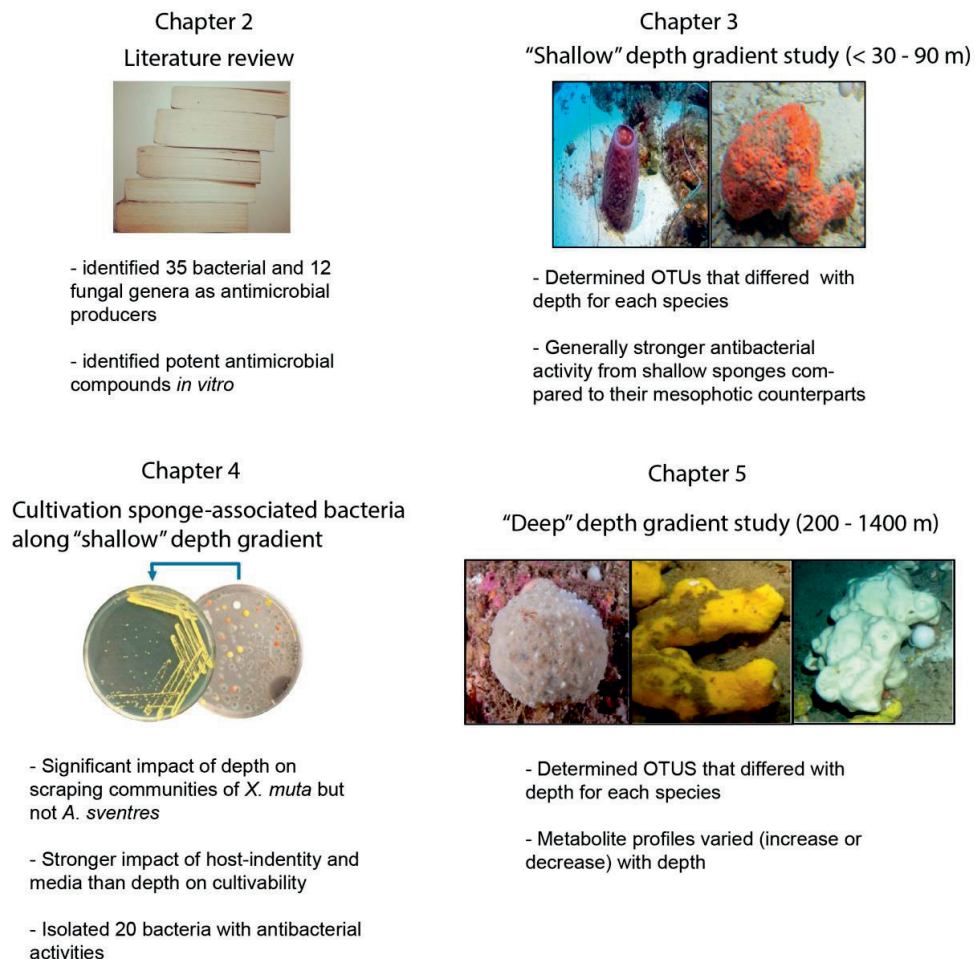 Chapter 2
Literature review
- identified 35 bacterial and 12
fungal genera as antimicrobial
producers
- identified potent antimicrobial
compounds in vitro
Chapter 3
“Shallow” depth gradient study (< 30 - 90 m)
- Determined OTUs that differed with
depth for each species
- Generally stronger antibacterial
activity from shallow sponges com-
pared to their mesophotic counterparts
Chapter 4
Cultivation sponge-associated bacteria
along “shallow” depth gradient
- Significant impact of depth on
scraping communities of X. muta but
not A. sventres
- Stronger impact of host-indentity and
media than depth on cultivability
- Isolated 20 bacteria with antibacterial
activities
Chapter 5
“Deep” depth gradient study (200 - 1400 m)
- Determined OTUS that differed with
depth for each species
- Metabolite profiles varied (increase or
decrease) with depth